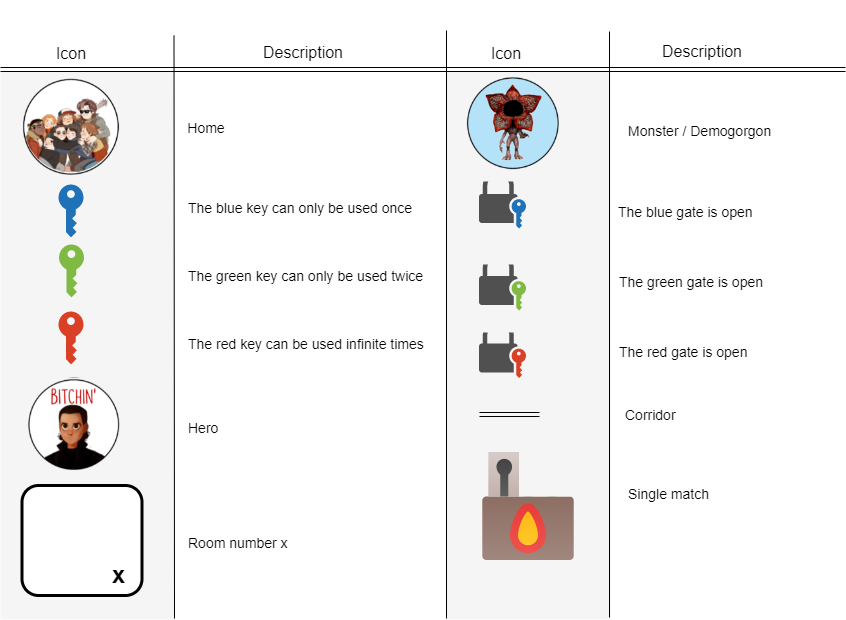 Icon
Description
Icon
Description
Home
Monster / Demogorgon
The blue key can only be used once
The blue gate is open
The green key can only be used twice
The green gate is open
The red key can be used infinite times
The red gate is open
BITCHIN'
Hero
Corridor
Single match
Room number x
x